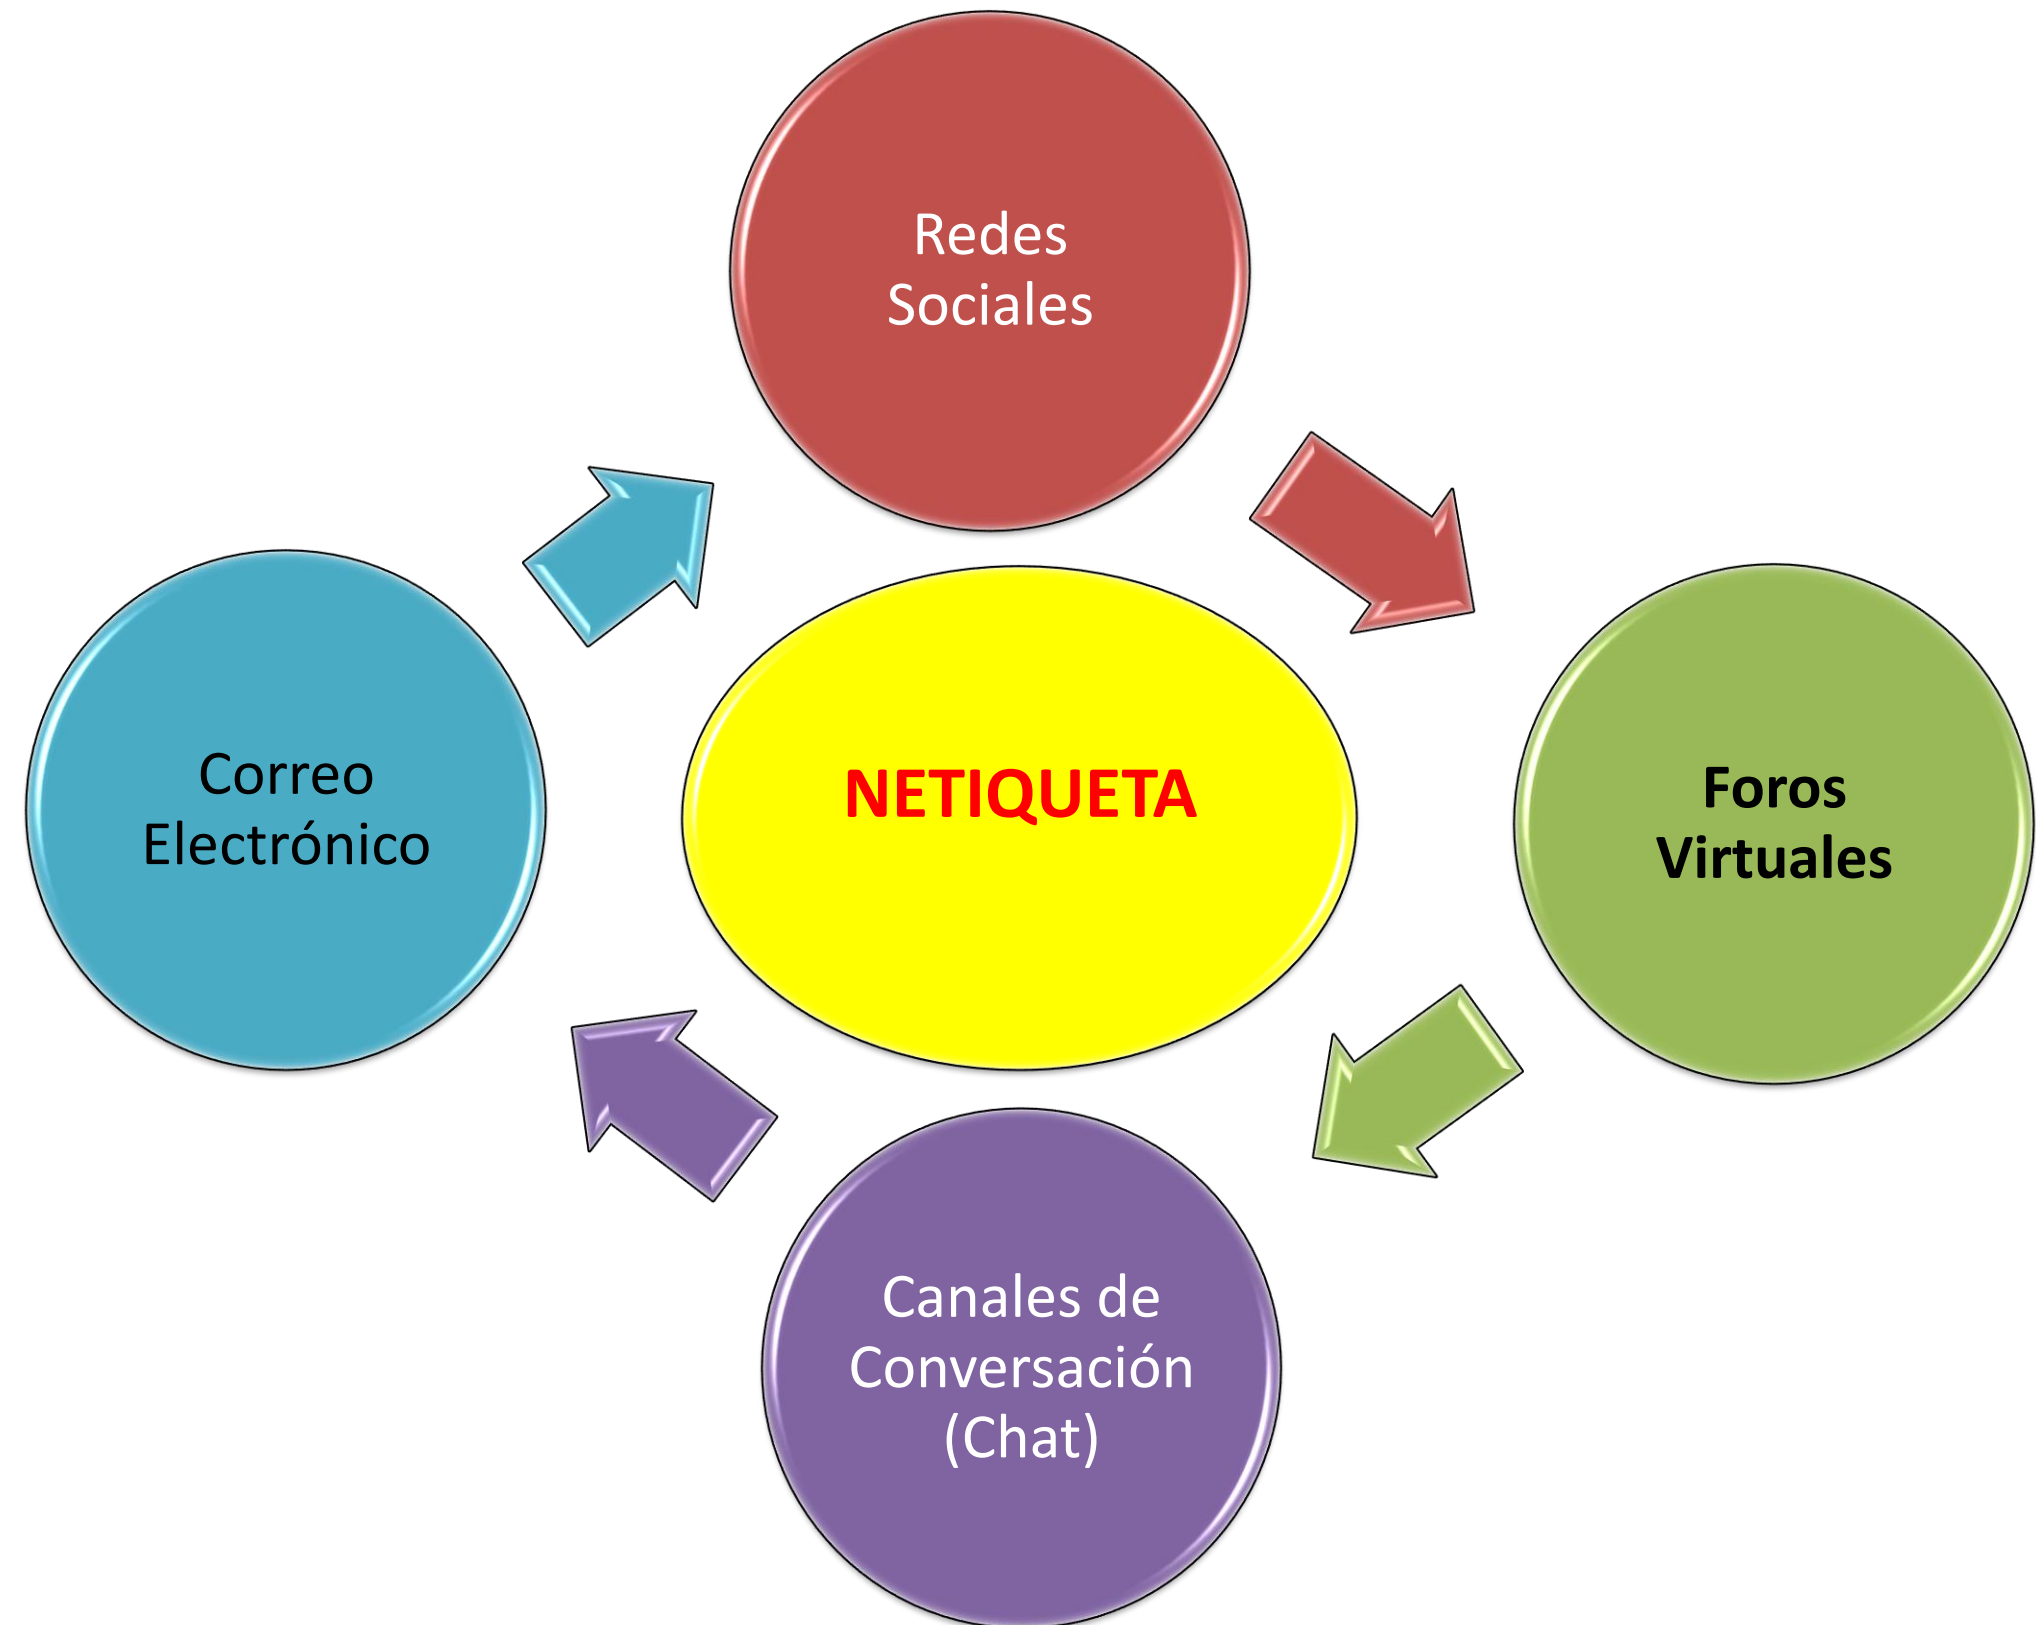 Redes
Sociales
Correo
Electrónico
NETIQUETA
Foros
Virtuales
Canales de
Conversación
(Chat)